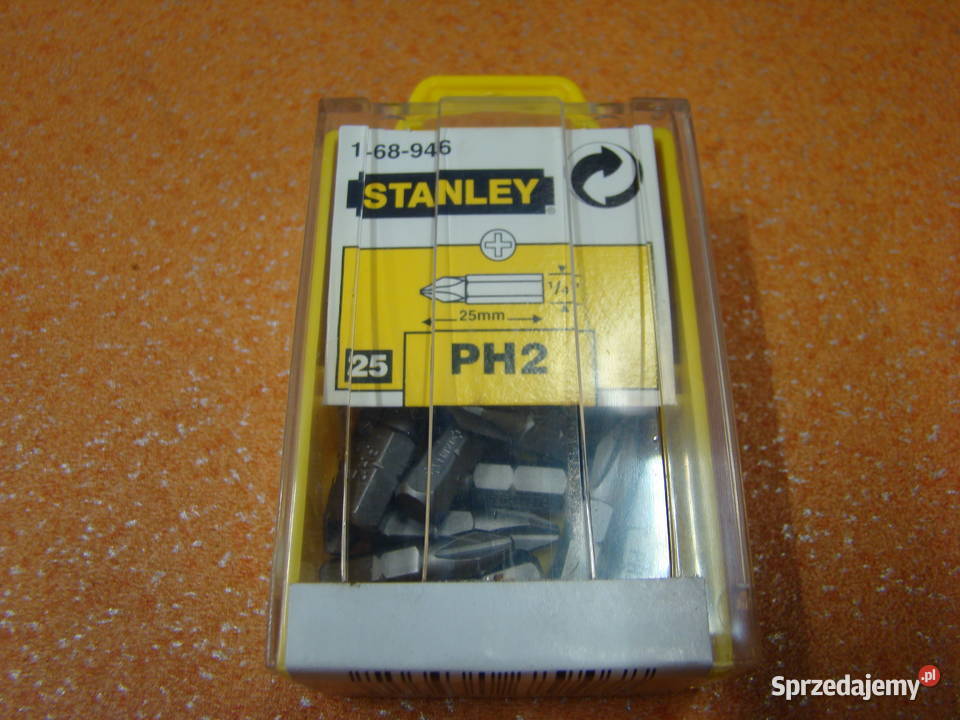 1-68-946
STANLEY®
1/4"
25mm
25 PH2
Sprzedajemy.pl